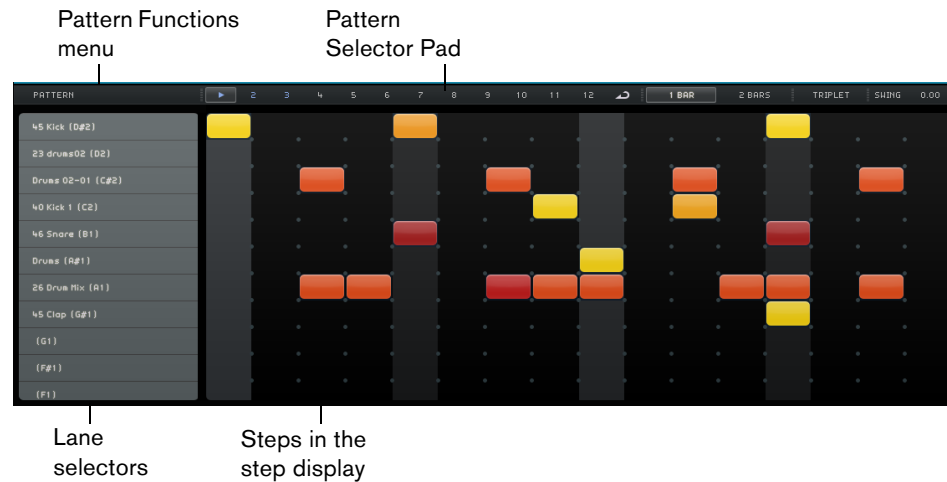 Pattern Functions
menu
Pattern
Selector Pad
PATTERN 2 3 4 5 6 7 8 9 10 11 12 1 BAR 2 BARS TRIPLET SWING 0.00
45 Kick (D#2)
23 drums02 (D2)
Drums 02-01 (C#2)
40 Kick 1 (C2)
46 Snare (B1)
Drums (A#1)
26 Drum Mix (A1)
45 Clap (G#1)
(G1)
(F#1)
(F1)
Lane
selectors
Steps in the
step display